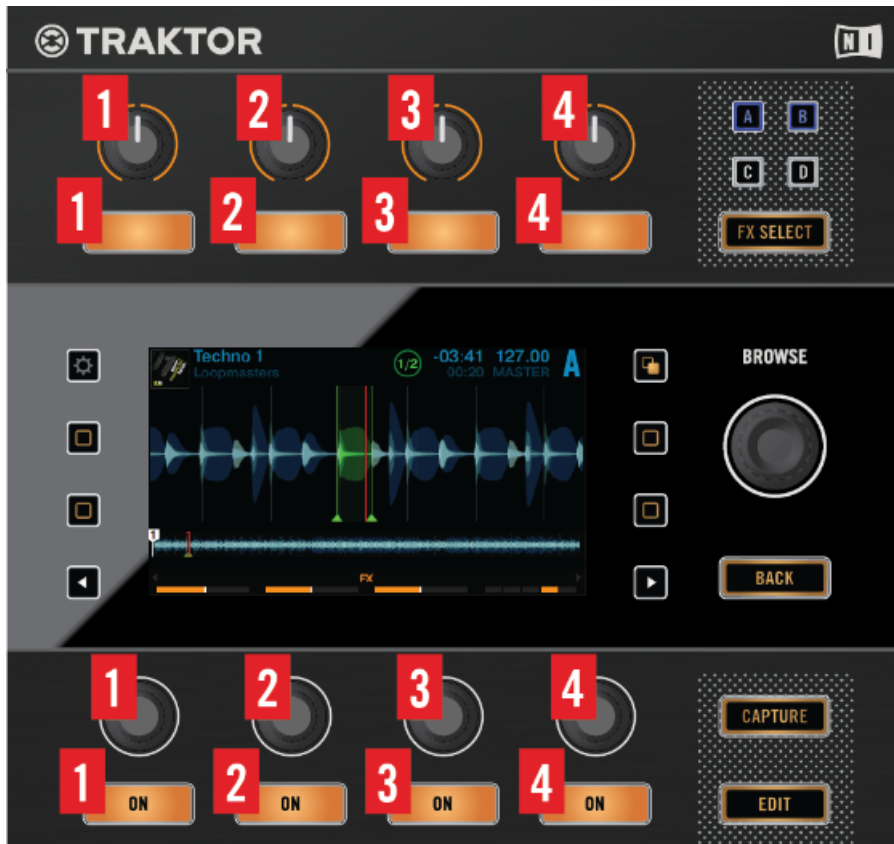 TRAKTOR
NI
1 2 3 4
A B
1 2 3 4
C D
FX SELECT
Techno 1 1/2 -03:41 127.00 A
Loopmasters 00:20 MASTER
BROWSE
1
FX
BACK
1 2 3 4
CAPTURE
1 2 3 4
ON ON ON ON
EDIT